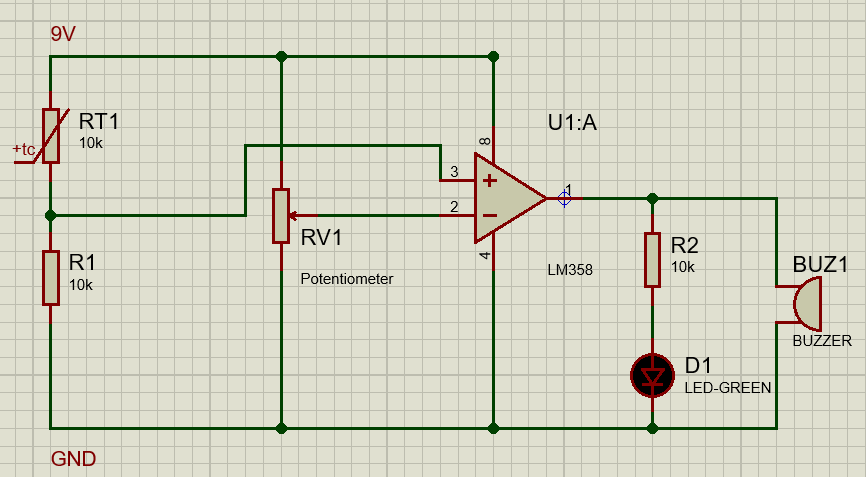 9V
RT1
10k
+tc
U1:A
8
3
1
2
RV1
Potentiometer
4
LM358
R1
10k
R2
10k
BUZ1
BUZZER
D1
LED-GREEN
GND